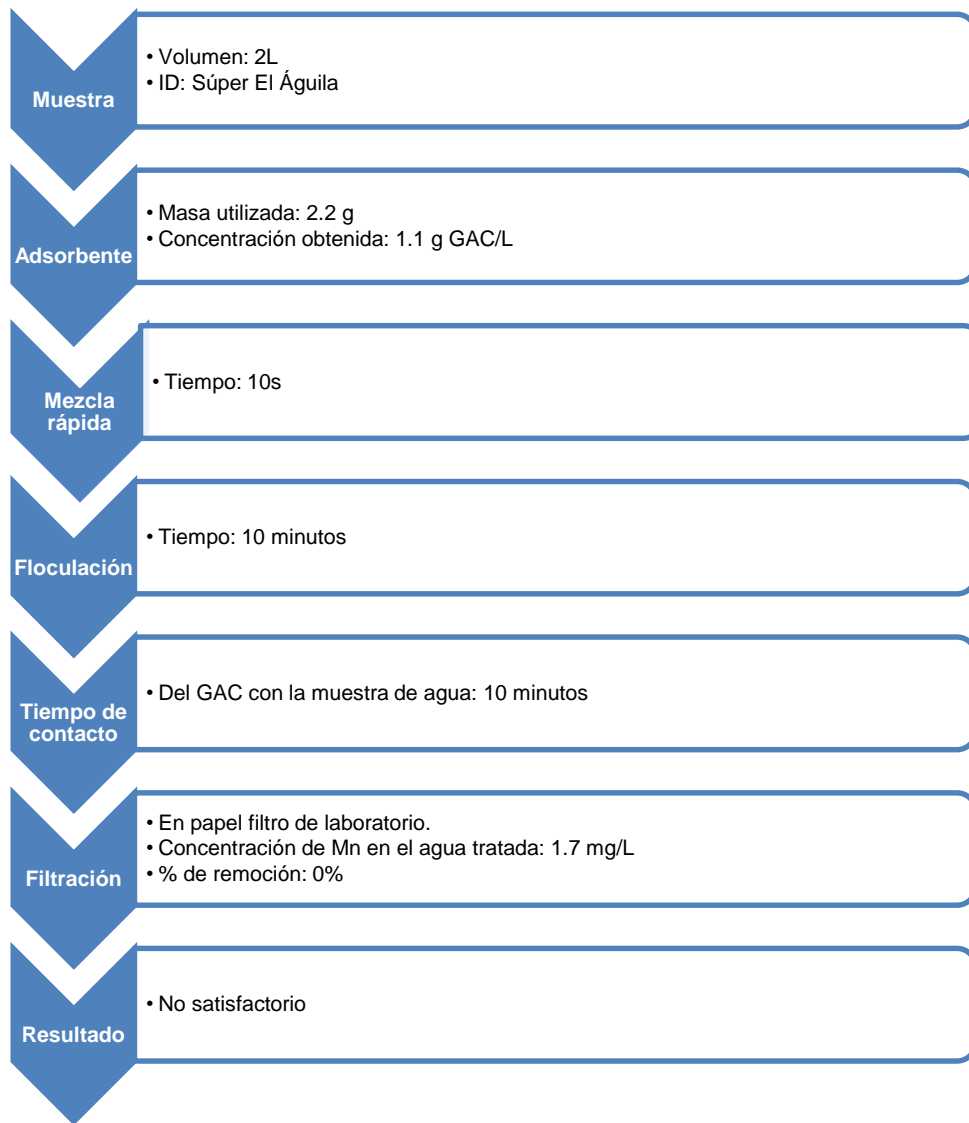 Muestra
• Volumen: 2L
• ID: Súper El Águila
Adsorbente
• Masa utilizada: 2.2 g
• Concentración obtenida: 1.1 g GAC/L
Mezcla
rápida
• Tiempo: 10s
Floculación
• Tiempo: 10 minutos
Tiempo de
contacto
• Del GAC con la muestra de agua: 10 minutos
Filtración
• En papel filtro de laboratorio.
• Concentración de Mn en el agua tratada: 1.7 mg/L
• % de remoción: 0%
Resultado
• No satisfactorio